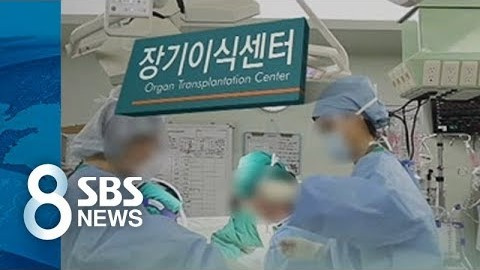 장기이식센터
Organ Transplantation Center
8 SBS
NEWS